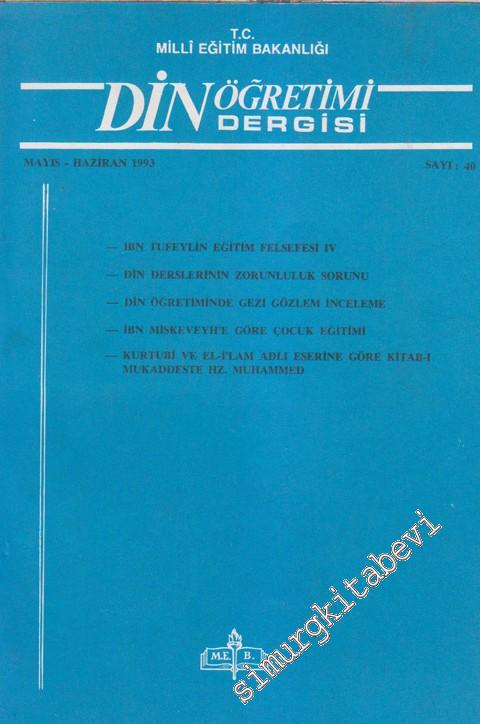 T.C.
MİLLÎ EĞİTİM BAKANLIĞI
DİN ÖĞRETİMİ
DERGİSİ
MAYIS - HAZİRAN 1993 SAYI : 40
— IBN TUFEYLİN EĞİTİM FELSEFESİ IV
— DİN DERSLERİNİN ZORUNLULUK SORUNU
— DİN ÖĞRETİMİNDE GEZİ GÖZLEM İNCELEME
— İBN MİSKEVEYH'E GÖRE ÇOCUK EĞİTİMİ
— KURTUBİ VE EL-İ'LAM ADLI ESERİNE GÖRE KİTAB-I
MUKADDESTE HZ. MUHAMMED
M.E. B.
simurgkitabevi